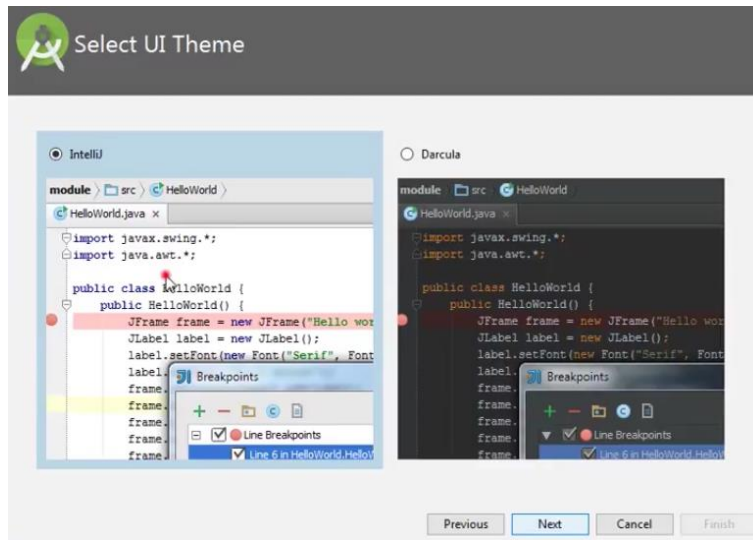 Select UI Theme
IntelliJ
module src HelloWorld
HelloWorld.java ×
import javax.swing.*;
import java.awt.*;
public class HelloWorld {
public HelloWorld() {
JFrame frame = new JFrame("Hello wor
JLabel label = new JLabel();
label.setFont(new Font("Serif", Font
label.
frame.
frame.
frame.
frame.
frame.
Breakpoints
Line Breakpoints
Line 6 in HelloWorld.HelloW
Darcula
module src HelloWorld
HelloWorld.java ×
import javax.swing.*;
import java.awt.*;
public class HelloWorld {
public HelloWorld() {
JFrame frame = new JFrame("Hello wor
JLabel label = new JLabel();
label.setFont(new Font("Serif", Font
label.
frame.
frame.
frame.
frame.
frame.
Breakpoints
Line Breakpoints
Line 6 in HelloWorld.HelloW
Previous Next Cancel Finish